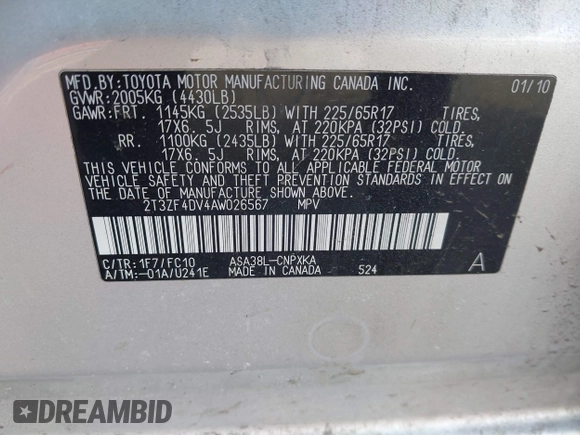 MFD. BY: TOYOTA MOTOR MANUFACTURING CANADA INC. 01/10
GVWR: 2005KG (4430LB)
GAWR: FRT. 1145KG (2535LB) WITH 225/65R17 TIRES,
17X6. 5J RIMS, AT 220KPA (32PSI) COLD.
RR. 1100KG (2435LB) WITH 225/65R17 TIRES,
17X6. 5J RIMS, AT 220KPA (32PSI) COLD.
THIS VEHICLE CONFORMS TO ALL APPLICABLE FEDERAL MOTOR
VEHICLE SAFETY AND THEFT PREVENTION STANDARDS IN EFFECT ON
THE DATE OF MANUFACTURE SHOWN ABOVE.
2T3ZF4DV4AW026567 MPV
C/TR: 1F7/FC10 ASA38L-CNPXKA
A/TM: -01A/U241E MADE IN CANADA 524 A
DREAMBID